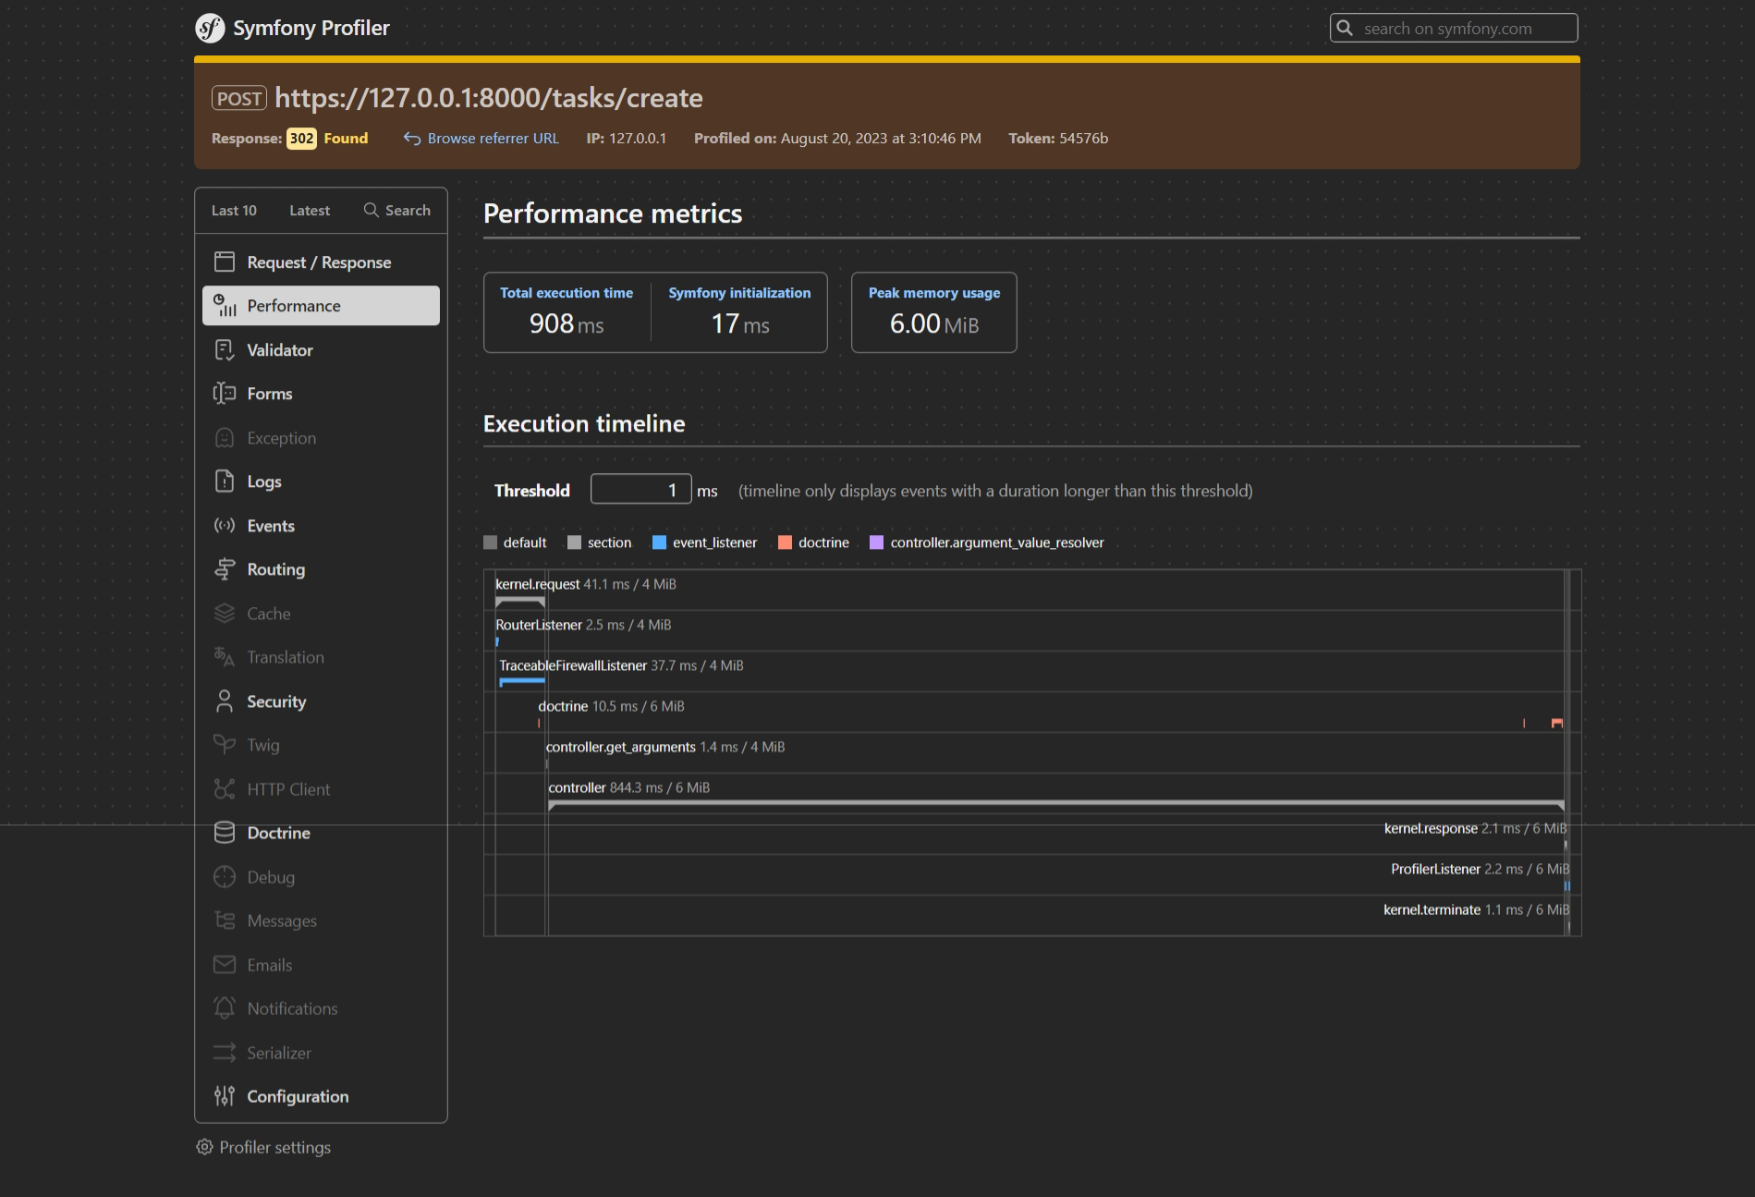 Symfony Profiler
search on symfony.com
POST https://127.0.0.1:8000/tasks/create
Response: 302 Found Browse referrer URL IP: 127.0.0.1 Profiled on: August 20, 2023 at 3:10:46 PM Token: 54576b
Last 10 Latest Search
Request / Response
Performance
Validator
Forms
Exception
Logs
Events
Routing
Cache
Translation
Security
Twig
HTTP Client
Doctrine
Debug
Messages
Emails
Notifications
Serializer
Configuration
Profiler settings
Performance metrics
Total execution time Symfony initialization Peak memory usage
908 ms 17 ms 6.00 MiB
Execution timeline
Threshold 1 ms (timeline only displays events with a duration longer than this threshold)
default section event_listener doctrine controller.argument_value_resolver
kernel.request 41.1 ms / 4 MiB
RouterListener 2.5 ms / 4 MiB
TraceableFirewallListener 37.7 ms / 4 MiB
doctrine 10.5 ms / 6 MiB
controller.get_arguments 1.4 ms / 4 MiB
controller 844.3 ms / 6 MiB
kernel.response 2.1 ms / 6 MiB
ProfilerListener 2.2 ms / 6 MiB
kernel.terminate 1.1 ms / 6 MiB